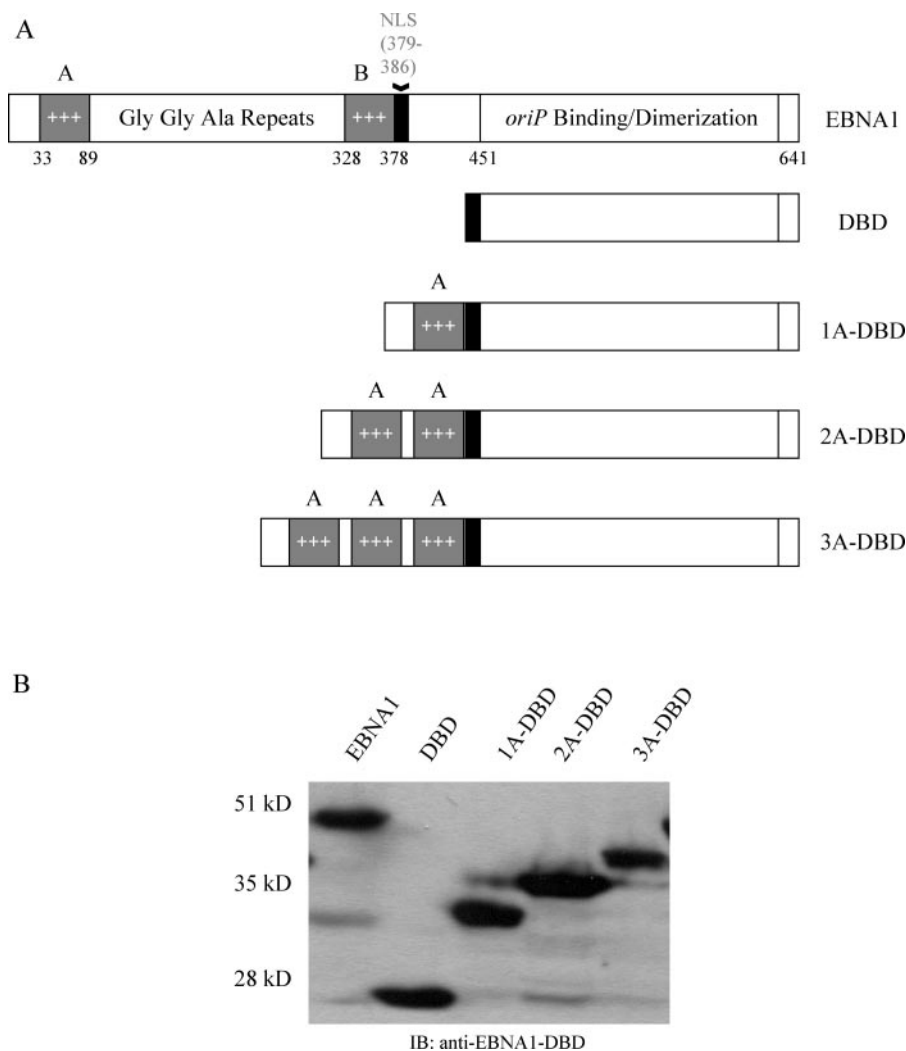 A
NLS
(379-
386)
A B
+++ Gly Gly Ala Repeats +++ oriP Binding/Dimerization EBNA1
33 89 328 378 451 641
DBD
A
+++ 1A-DBD
A A
+++ +++ 2A-DBD
A A A
+++ +++ +++ 3A-DBD
B
EBNA1 DBD 1A-DBD 2A-DBD 3A-DBD
51 kD
35 kD
28 kD
IB: anti-EBNA1-DBD